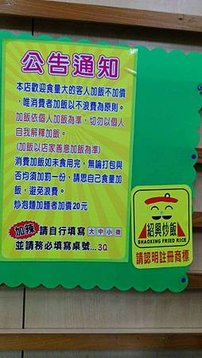 公告通知
本店歡迎食量大的客人加飯不加價,
唯消費者加飯以不浪費為原則。
加飯依個人加飯為準,切勿以個人
自我解釋加飯。
(加飯以店家善意加飯為準)
消費加飯如未食用完,無論打包與
否均須加罰一份,請思自己食量加
飯,避免浪費。
炒泡麵加麵者加價20元
加辣 請自行填寫 大中小微
並請務必填寫桌號...3Q
紹興炒飯
SHAOXING FRIED RICE
請認明註冊商標